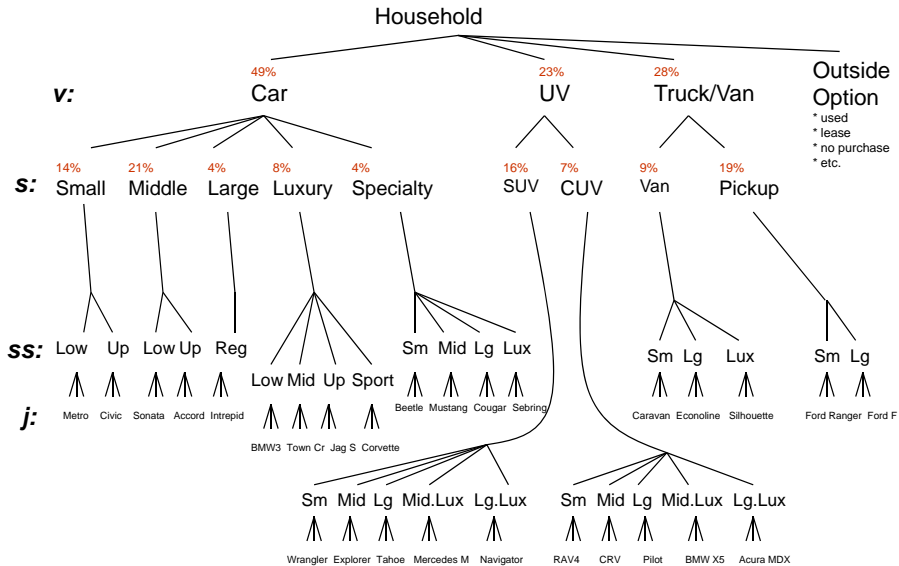 Household
49%
23%
28%
v:
Car
UV
Truck/Van
Outside
Option
* used
* lease
* no purchase
* etc.
14%
21%
4%
8%
4%
16%
7%
9%
19%
s:
Small
Middle
Large
Luxury
Specialty
SUV
CUV
Van
Pickup
ss:
Low
Up
Low
Up
Reg
Sm
Mid
Lg
Lux
Sm
Lg
Lux
Sm
Lg
Low
Mid
Up
Sport
j:
Metro
Civic
Sonata
Accord
Intrepid
Beetle
Mustang
Cougar
Sebring
Caravan
Econoline
Silhouette
Ford Ranger
Ford F
BMW3
Town Cr
Jag S
Corvette
Sm
Mid
Lg
Mid.Lux
Lg.Lux
Sm
Mid
Lg
Mid.Lux
Lg.Lux
Wrangler
Explorer
Tahoe
Mercedes M
Navigator
RAV4
CRV
Pilot
BMW X5
Acura MDX